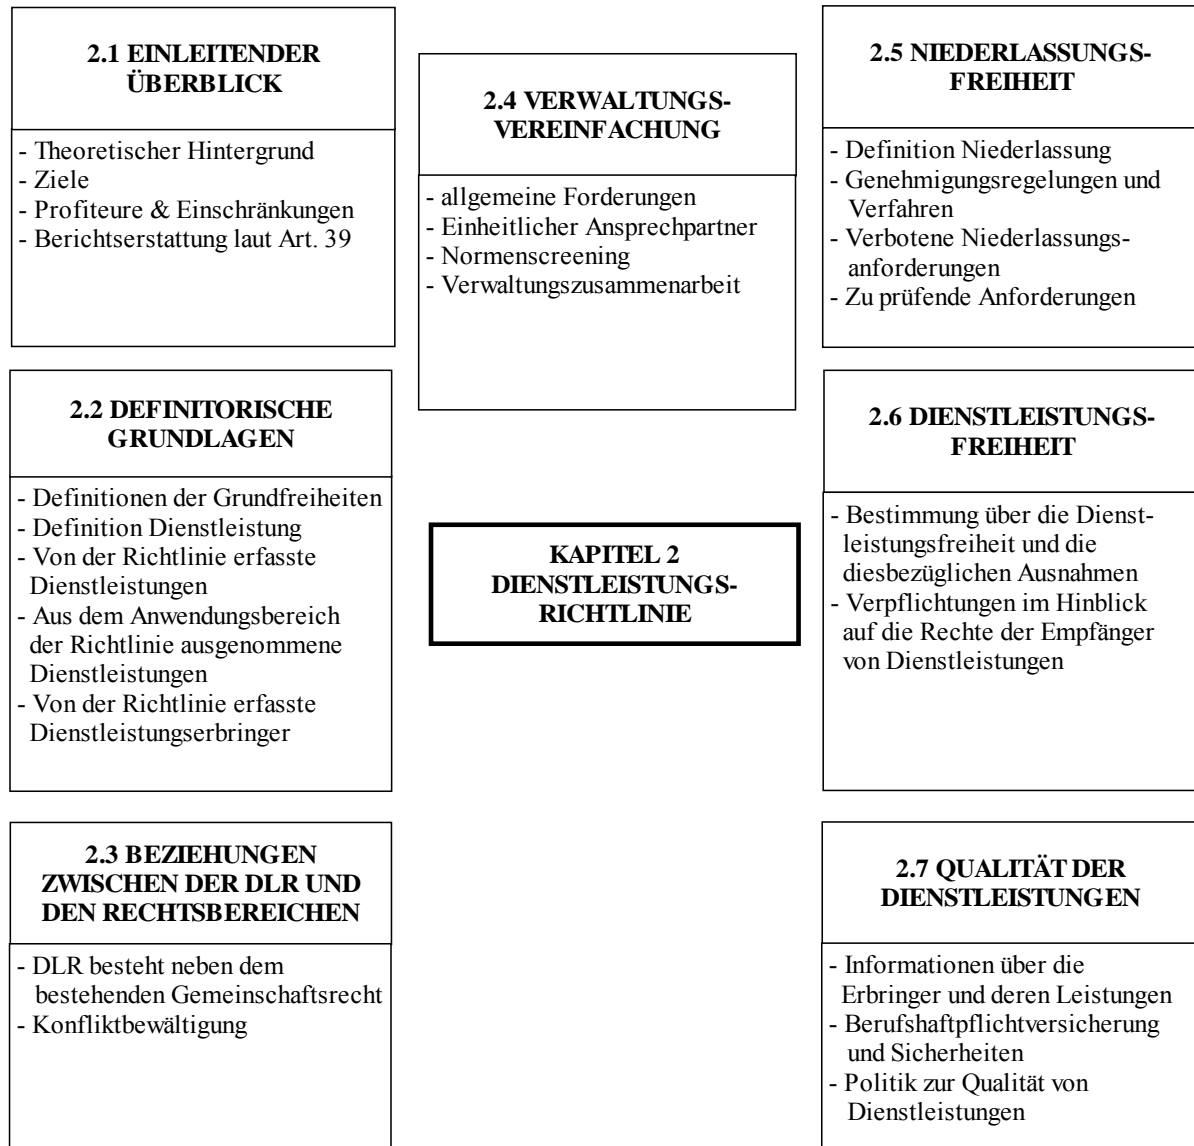 2.1 EINLEITENDER
ÜBERBLICK
- Theoretischer Hintergrund
- Ziele
- Profiteure & Einschränkungen
- Berichtserstattung laut Art. 39
2.2 DEFINITORISCHE
GRUNDLAGEN
- Definitionen der Grundfreiheiten
- Definition Dienstleistung
- Von der Richtlinie erfasste
Dienstleistungen
- Aus dem Anwendungsbereich
der Richtlinie ausgenommene
Dienstleistungen
- Von der Richtlinie erfasste
Dienstleistungserbringer
2.3 BEZIEHUNGEN
ZWISCHEN DER DLR UND
DEN RECHTSBEREICHEN
- DLR besteht neben dem
bestehenden Gemeinschaftsrecht
- Konfliktbewältigung
2.4 VERWALTUNGS-
VEREINFACHUNG
- allgemeine Forderungen
- Einheitlicher Ansprechpartner
- Normenscreening
- Verwaltungszusammenarbeit
KAPITEL 2
DIENSTLEISTUNGS-
RICHTLINIE
2.5 NIEDERLASSUNGS-
FREIHEIT
- Definition Niederlassung
- Genehmigungsregelungen und
Verfahren
- Verbotene Niederlassungs-
anforderungen
- Zu prüfende Anforderungen
2.6 DIENSTLEISTUNGS-
FREIHEIT
- Bestimmung über die Dienst-
leistungsfreiheit und die
diesbezüglichen Ausnahmen
- Verpflichtungen im Hinblick
auf die Rechte der Empfänger
von Dienstleistungen
2.7 QUALITÄT DER
DIENSTLEISTUNGEN
- Informationen über die
Erbringer und deren Leistungen
- Berufshaftpflichtversicherung
und Sicherheiten
- Politik zur Qualität von
Dienstleistungen